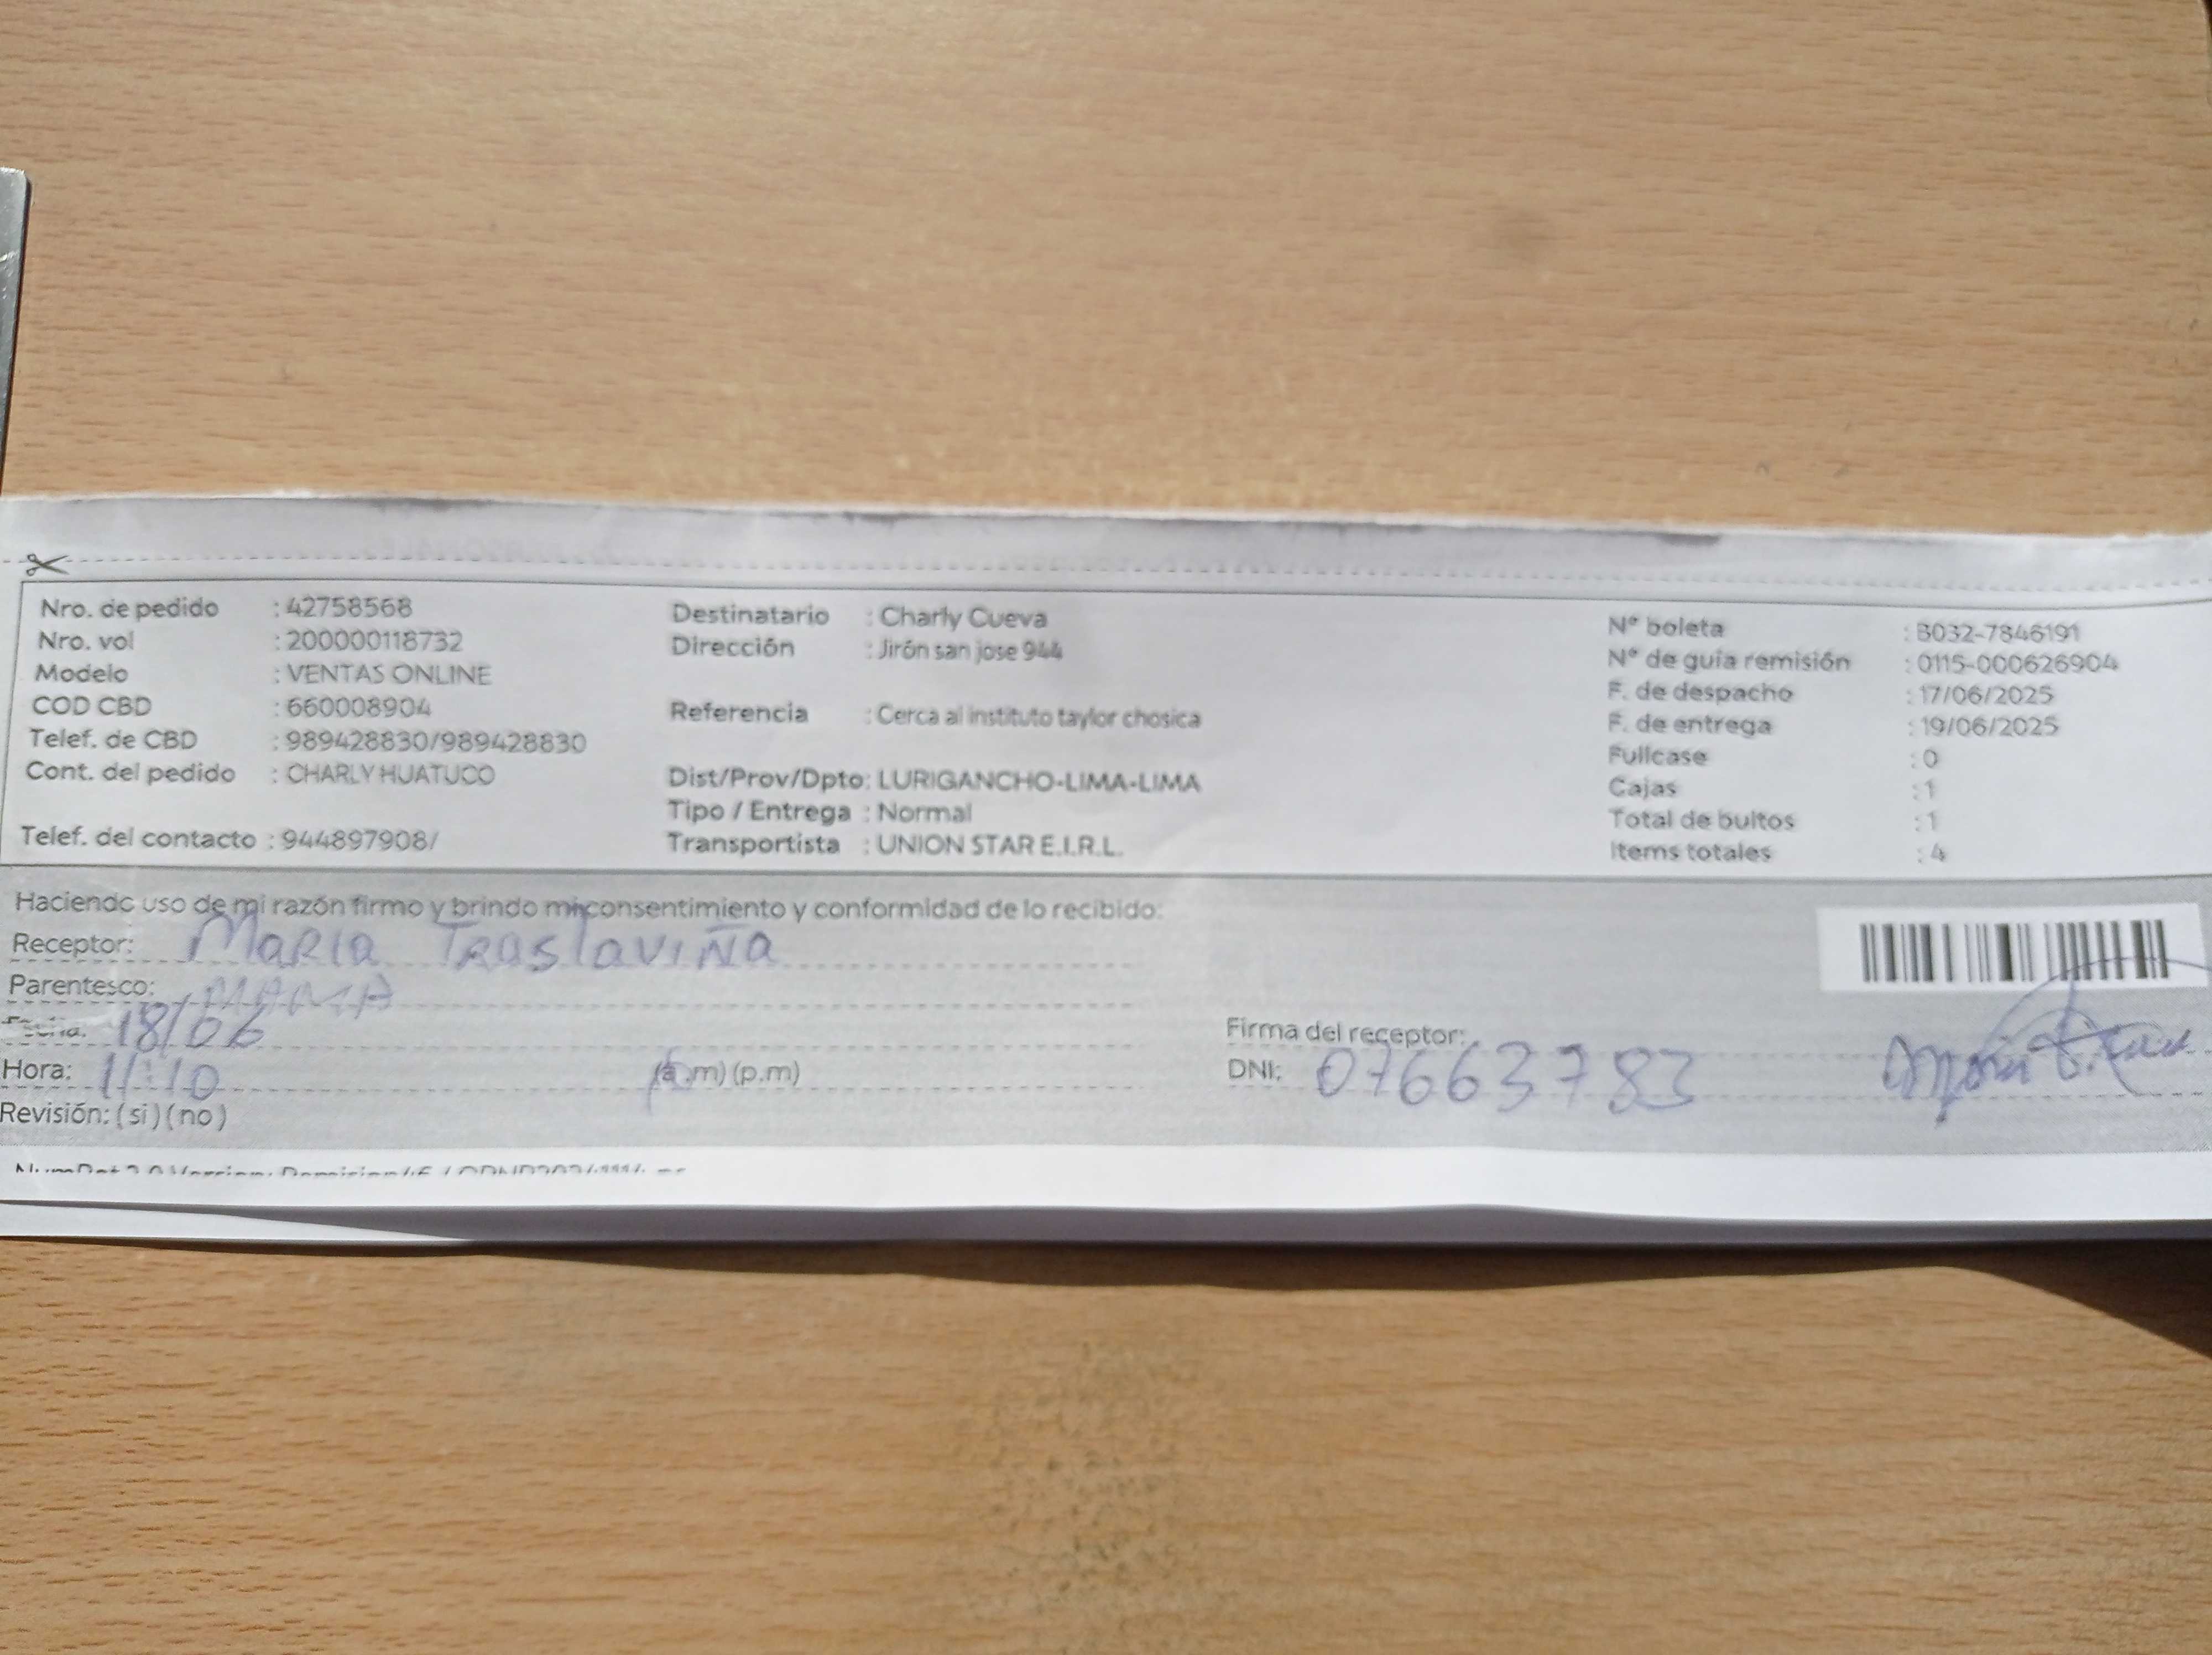 Nro. de pedido : 42758568
Nro. vol : 200000118732
Modelo : VENTAS ONLINE
COD CBD : 660008904
Telef. de CBD : 989428830/989428830
Cont. del pedido : CHARLY HUATUCO
Telef. del contacto : 944897908/
Destinatario : Charly Cueva
Dirección : Jirón san jose 944
Referencia : Cerca al instituto taylor chosica
Dist/Prov/Dpto: LURIGANCHO-LIMA-LIMA
Tipo / Entrega : Normal
Transportista : UNION STAR E.I.R.L.
N° boleta : B032-7846191
N° de guía remisión : 0115-000626904
F. de despacho : 17/06/2025
F. de entrega : 19/06/2025
Fullcase : 0
Cajas : 1
Total de bultos : 1
Items totales : 4
Haciendo uso de mi razón firmo y brindo mi consentimiento y conformidad de lo recibido:
Receptor: MaRIa TRaslaviÑa
Parentesco: MAMA
Fecha: 18/06
Hora: 11:10 (a.m) (p.m)
Revisión: (si) (no)
Firma del receptor:
DNI: 07663783